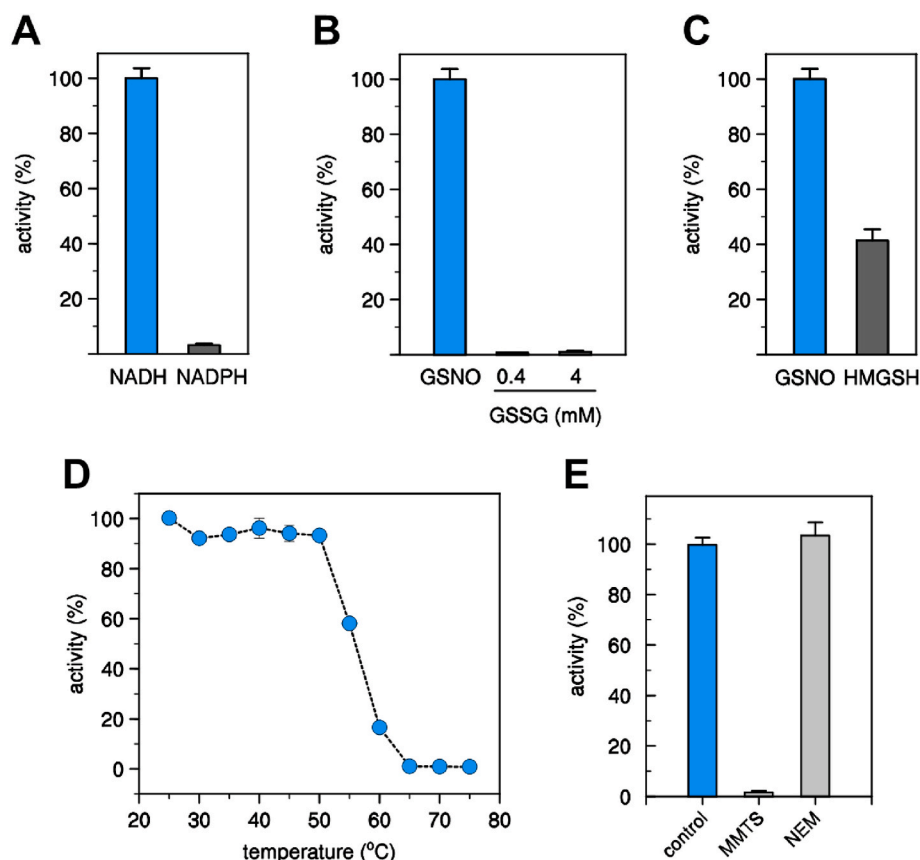 A
activity (%)
100
80
60
40
20
NADH NADPH
B
activity (%)
100
80
60
40
20
GSNO 0.4 4
GSSG (mM)
C
activity (%)
100
80
60
40
20
GSNO HMGSH
D
activity (%)
100
80
60
40
20
0
20 30 40 50 60 70 80
temperature (°C)
E
activity (%)
100
80
60
40
20
0
control
MMTS
NEM